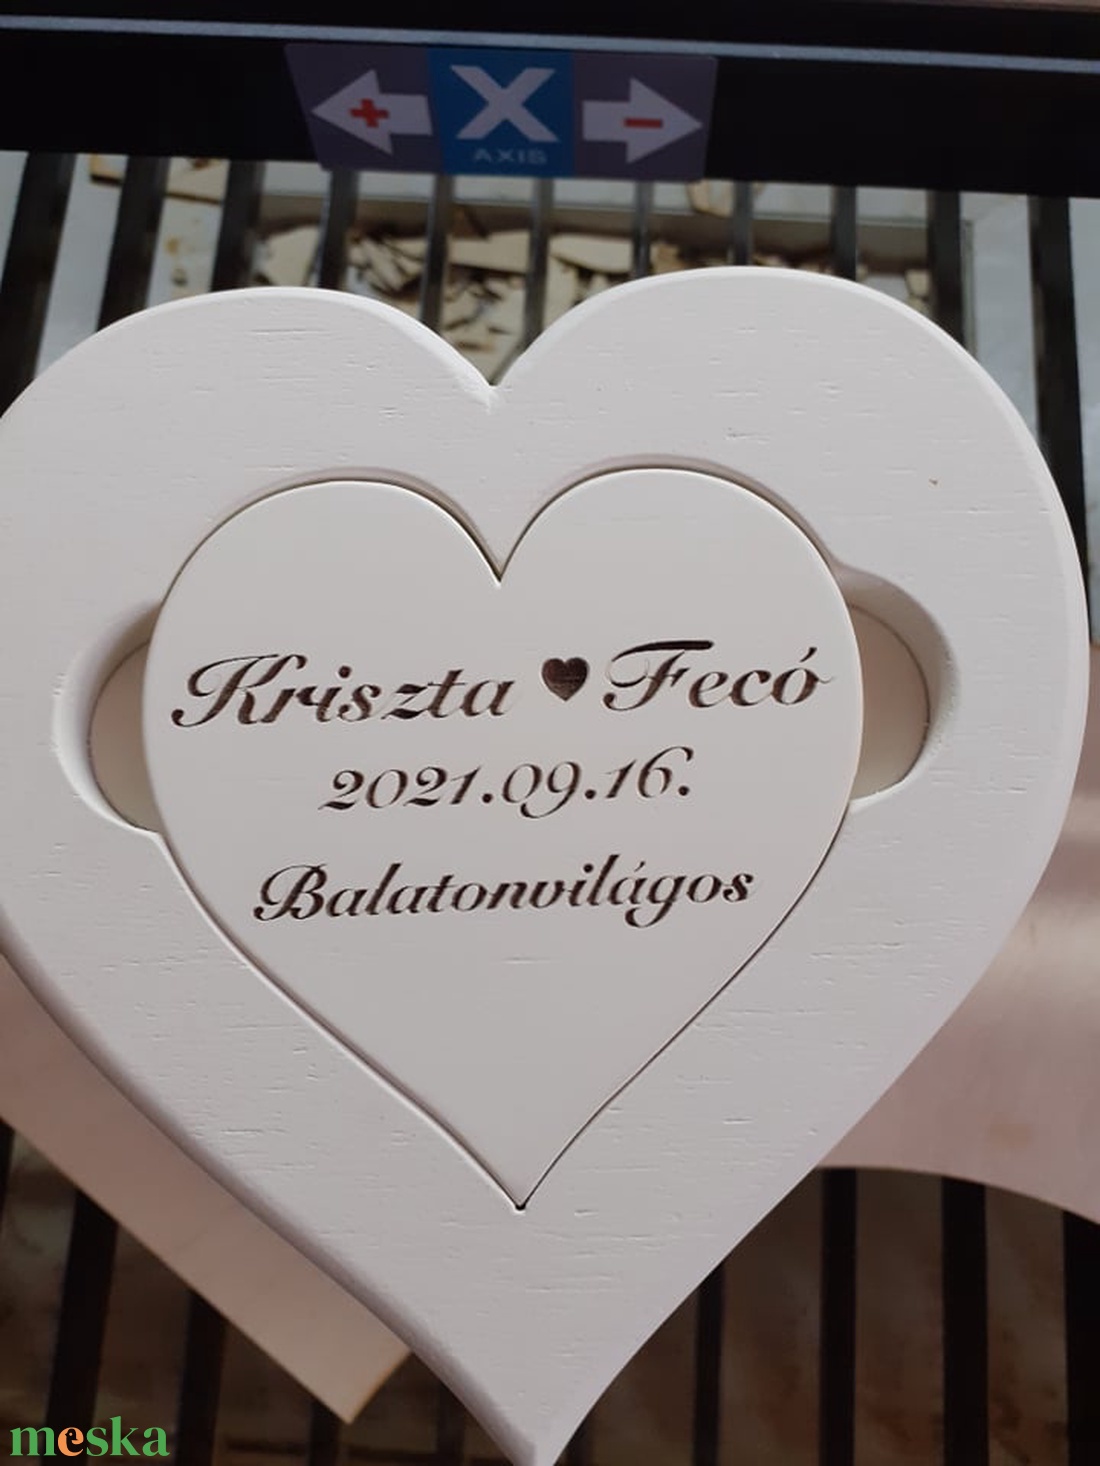 + X -
AXIS
Kriszta ♥ Fecó
2021.09.16.
Balatonvilágos
meska